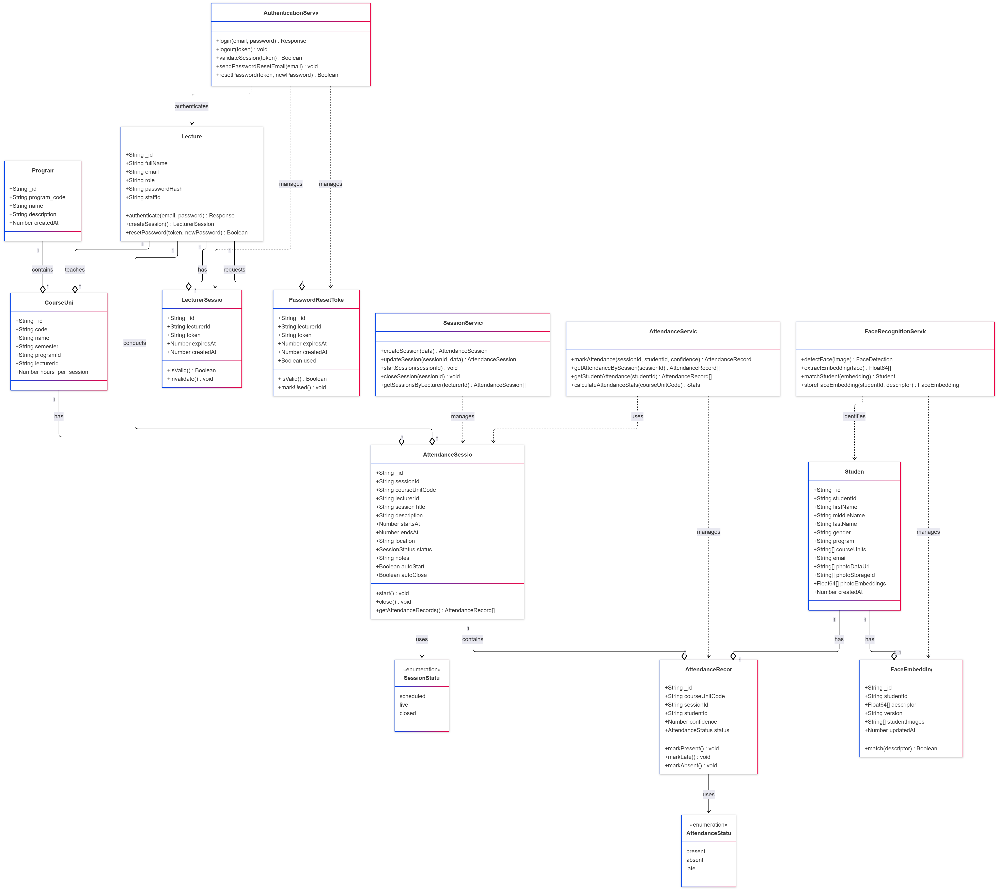 AuthenticationServic
+login(email, password) : Response
+logout(token) : void
+validateSession(token) : Boolean
+sendPasswordResetEmail(email) : void
+resetPassword(token, newPassword) : Boolean
authenticates
manages
manages
Lecture
+String _id
+String fullName
+String email
+String role
+String passwordHash
+String staffId
+authenticate(email, password) : Response
+createSession() : LecturerSession
+resetPassword(token, newPassword) : Boolean
Program
+String _id
+String program_code
+String name
+String description
+Number createdAt
1
1
1
1
1
contains
teaches
has
requests
*
*
*
*
CourseUni
+String _id
+String code
+String name
+String semester
+String programId
+String lecturerId
+Number hours_per_session
LecturerSessio
+String _id
+String lecturerId
+String token
+Number expiresAt
+Number createdAt
+isValid() : Boolean
+invalidate() : void
PasswordResetToke
+String _id
+String lecturerId
+String token
+Number expiresAt
+Number createdAt
+Boolean used
+isValid() : Boolean
+markUsed() : void
SessionServic
+createSession(data) : AttendanceSession
+updateSession(sessionId, data) : AttendanceSession
+startSession(sessionId) : void
+closeSession(sessionId) : void
+getSessionsByLecturer(lecturerId) : AttendanceSession[]
AttendanceServic
+markAttendance(sessionId, studentId, confidence) : AttendanceRecord
+getAttendanceBySession(sessionId) : AttendanceRecord[]
+getStudentAttendance(studentId) : AttendanceRecord[]
+calculateAttendanceStats(courseUnitCode) : Stats
FaceRecognitionServic
+detectFace(image) : FaceDetection
+extractEmbedding(face) : Float64[]
+matchStudent(embedding) : Student
+storeFaceEmbedding(studentId, descriptor) : FaceEmbedding
conducts
1
has
manages
uses
identifies
*
*
AttendanceSessio
+String _id
+String sessionId
+String courseUnitCode
+String lecturerId
+String sessionTitle
+String description
+Number startsAt
+Number endsAt
+String location
+SessionStatus status
+String notes
+Boolean autoStart
+Boolean autoClose
+start() : void
+close() : void
+getAttendanceRecords() : AttendanceRecord[]
manages
Studen
+String _id
+String studentId
+String firstName
+String middleName
+String lastName
+String gender
+String program
+String[] courseUnits
+String email
+String[] photoDataUrl
+String[] photoStorageId
+Float64[] photoEmbeddings
+Number createdAt
manages
1
1
1
uses
contains
has
has
*
*
0..1
«enumeration»
SessionStatu
scheduled
live
closed
AttendanceRecor
+String _id
+String courseUnitCode
+String sessionId
+String studentId
+Number confidence
+AttendanceStatus status
+markPresent() : void
+markLate() : void
+markAbsent() : void
FaceEmbedding
+String _id
+String studentId
+Float64[] descriptor
+String version
+String[] studentImages
+Number updatedAt
+match(descriptor) : Boolean
uses
«enumeration»
AttendanceStatu
present
absent
late